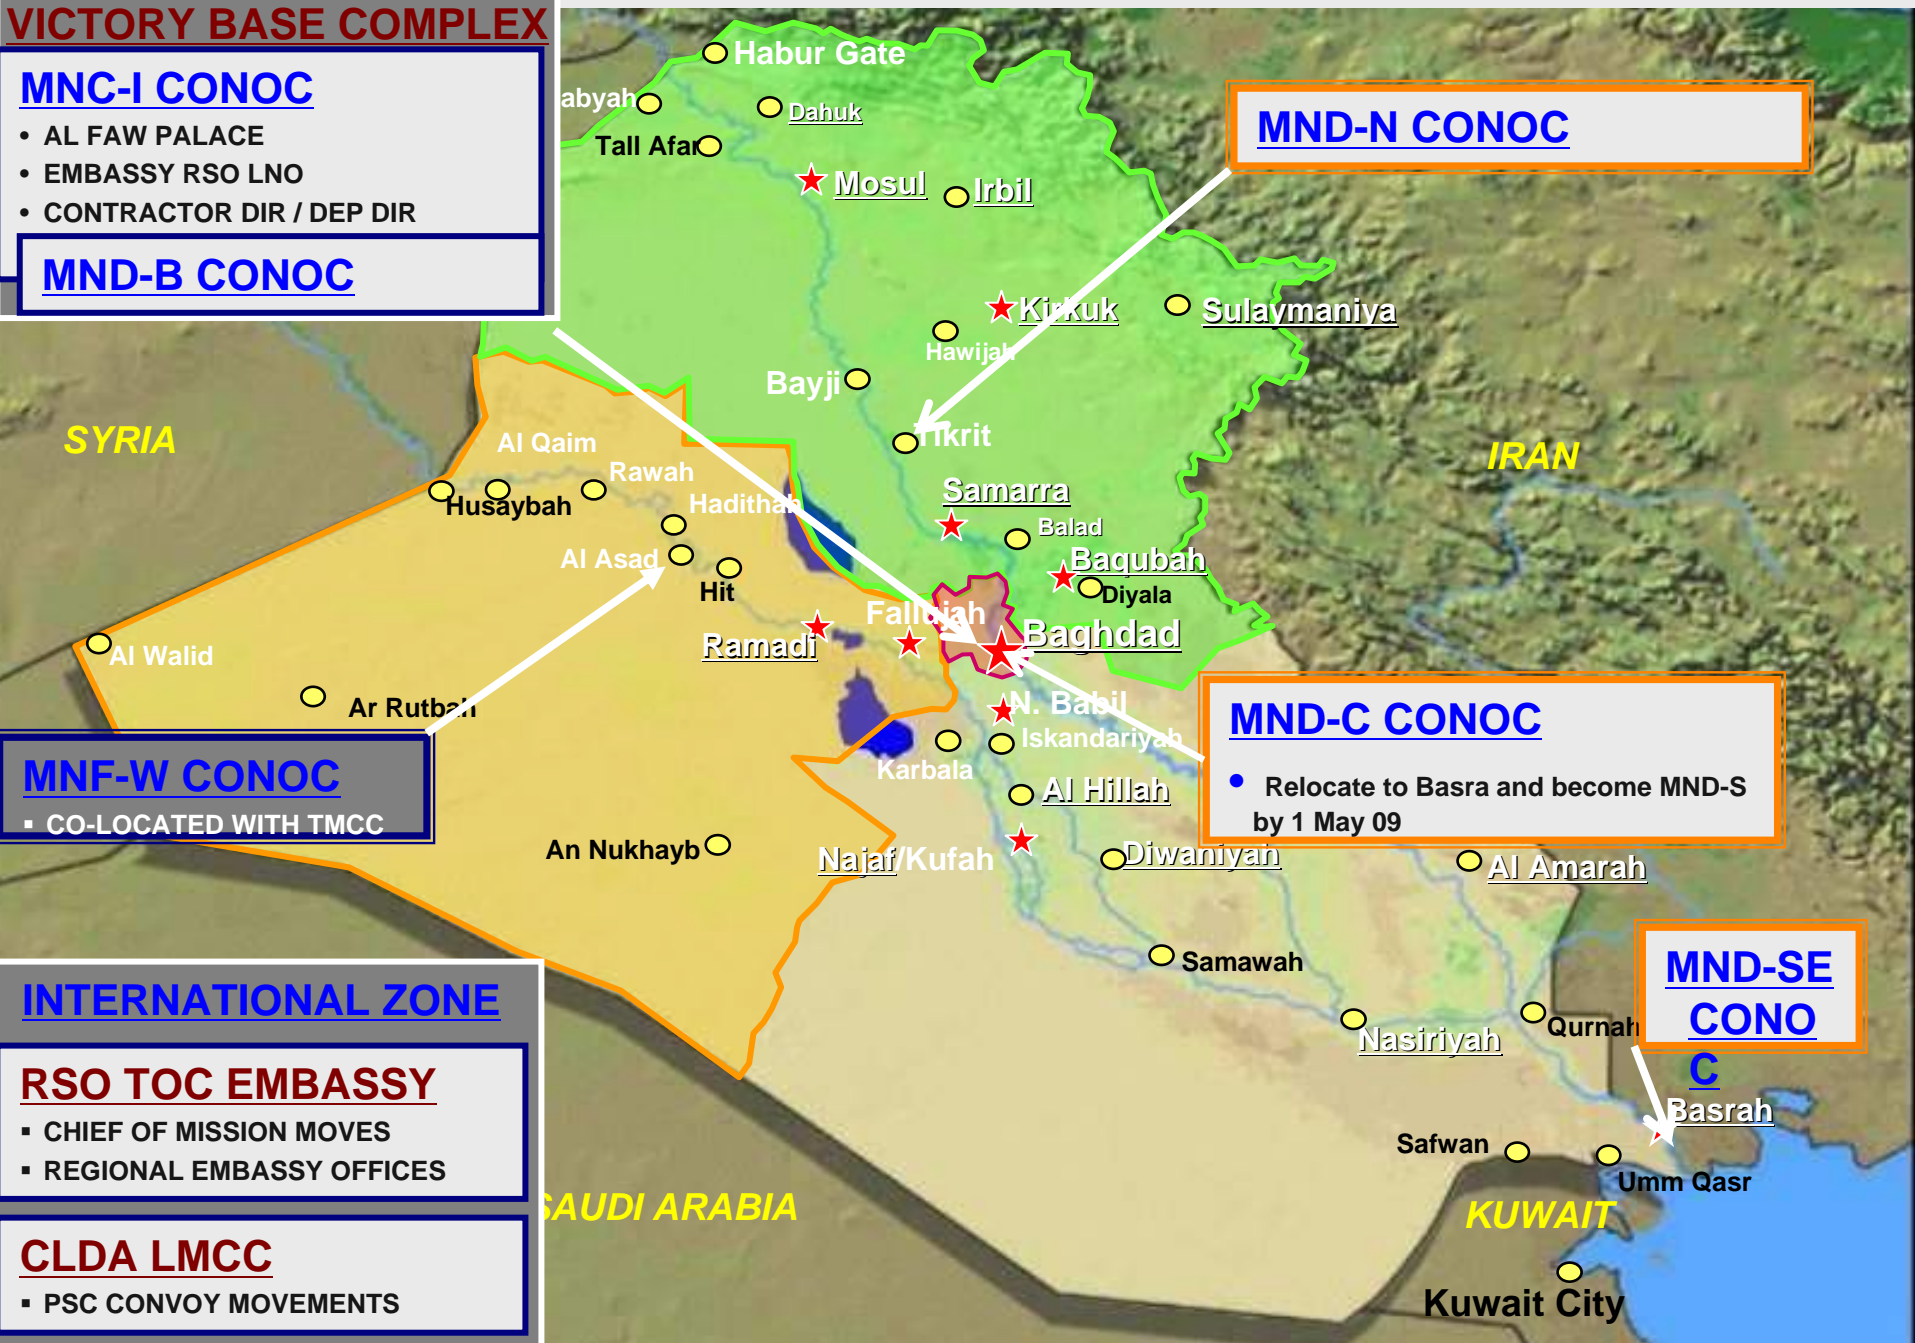 VICTORY BASE COMPLEX
MNC-I CONOC
• AL FAW PALACE
• EMBASSY RSO LNO
• CONTRACTOR DIR / DEP DIR
MND-B CONOC
Habur Gate
abyah
Dahuk
Tall Afar
Mosul
Irbil
MND-N CONOC
Kirkuk
Sulaymaniya
Hawijah
Bayji
Tikrit
SYRIA
IRAN
Al Qaim
Rawah
Husaybah
Hadithah
Samarra
Balad
Al Asad
Hit
Baqubah
Diyala
Fallujah
Ramadi
Baghdad
Al Walid
Ar Rutbah
N. Babil
Iskandariyah
Karbala
Al Hillah
MND-C CONOC
• Relocate to Basra and become MND-S
by 1 May 09
MNF-W CONOC
▪ CO-LOCATED WITH TMCC
An Nukhayb
Najaf/Kufah
Diwaniyah
Al Amarah
Samawah
MND-SE
CONO
C
Nasiriyah
Qurnah
Basrah
Safwan
Umm Qasr
INTERNATIONAL ZONE
RSO TOC EMBASSY
▪ CHIEF OF MISSION MOVES
▪ REGIONAL EMBASSY OFFICES
CLDA LMCC
▪ PSC CONVOY MOVEMENTS
SAUDI ARABIA
KUWAIT
Kuwait City